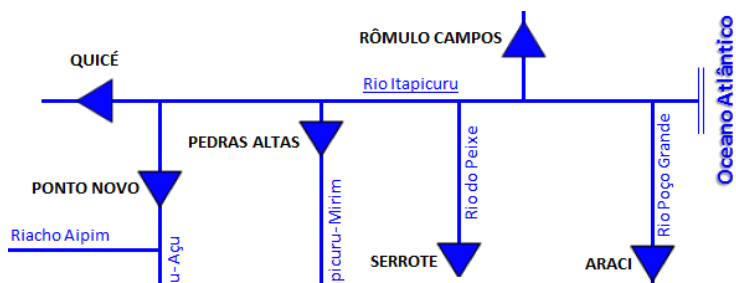 RÔMULO CAMPOS
QUICÉ
Rio Itapicuru
Oceano Atlântico
PEDRAS ALTAS
Rio do Peixe
Rio Poço Grande
PONTO NOVO
Riacho Aipim
u-Açu
picuru-Mirim
SERROTE
ARACI